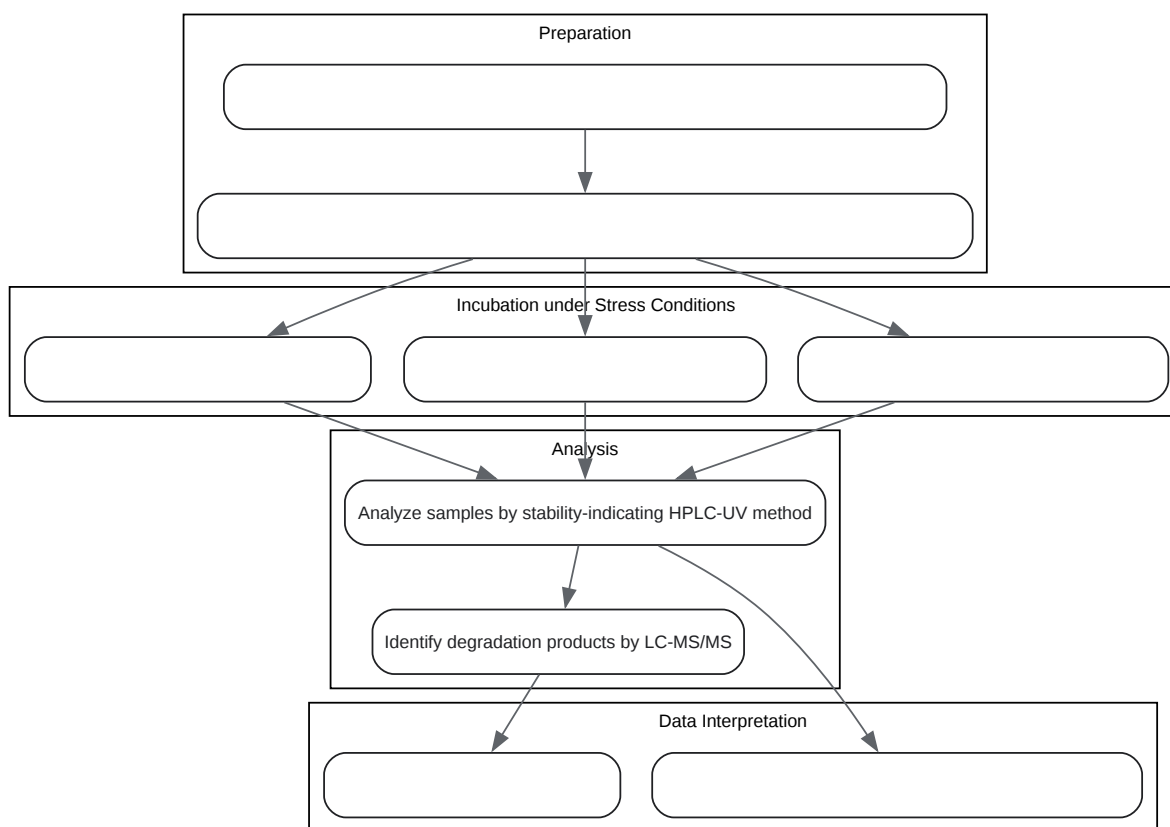 Preparation
Incubation under Stress Conditions
Analysis
Analyze samples by stability-indicating HPLC-UV method
Identify degradation products by LC-MS/MS
Data Interpretation